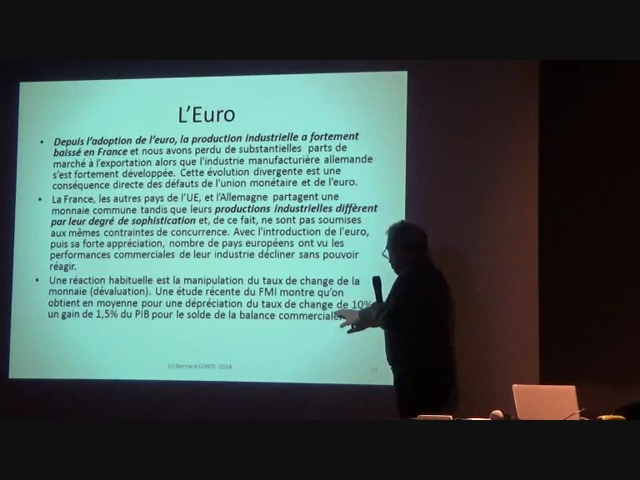 L'Euro
• Depuis l'adoption de l'euro, la production industrielle a fortement
baissé en France et nous avons perdu de substantielles parts de
marché à l'exportation alors que l'industrie manufacturière allemande
s'est fortement développée. Cette évolution divergente est une
conséquence directe des défauts de l'union monétaire et de l'euro.
• La France, les autres pays de l'UE, et l'Allemagne partagent une
monnaie commune tandis que leurs productions industrielles diffèrent
par leur degré de sophistication et, de ce fait, ne sont pas soumises
aux mêmes contraintes de concurrence. Avec l'introduction de l'euro,
puis sa forte appréciation, nombre de pays européens ont vu les
performances commerciales de leur industrie décliner sans pouvoir
réagir.
• Une réaction habituelle est la manipulation du taux de change de la
monnaie (dévaluation). Une étude récente du FMI montre qu'on
obtient en moyenne pour une dépréciation du taux de change de 10%
un gain de 1,5% du PIB pour le solde de la balance commerciale
(c) Bernard CONTE 2016